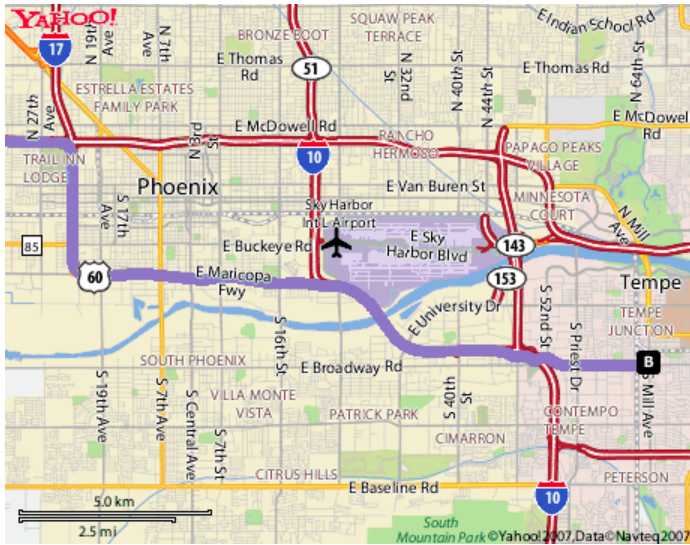 YAHOO!
17
N 19th
Ave
N 7th
Ave
BRONZE BOOT
SQUAW PEAK
TERRACE
E Indian School Rd
E Thomas
Rd
51
N 32nd
St
N 40th St
N 44th St
E Thomas Rd
N 64th St
ESTRELLA ESTATES
FAMILY PARK
N 27th
Ave
N 3rd
St
E McDowell Rd
E McDowell
Rd
RANCHO
HERMOSO
PAPAGO PEAKS
VILLAGE
TRAIL INN
LODGE
10
Phoenix
E Van Buren St
MINNESOTA
COURT
S 17th
Ave
Sky Harbor
Int L Airport
N Mill
Ave
85
E Buckeye Rd
E Sky
Harbor Blvd
143
60
E Maricopa
Fwy
153
Tempe
E University Dr
S 52nd St
S Priest Dr
TEMPE
JUNCTION
SOUTH PHOENIX
S 16th St
E Broadway Rd
B
S 19th Ave
S 7th Ave
S Central Ave
S 7th St
VILLA MONTE
VISTA
PATRICK PARK
S 40th
St
S Mill Ave
CONTEMPO
TEMPE
CIMARRON
CITRUS HILLS
E Baseline Rd
PETERSON
10
5.0 km
2.5 mi
South
Mountain Park
©Yahoo!2007,Data©Navteq2007